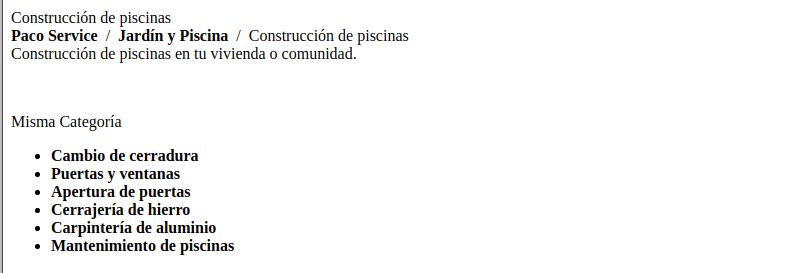 Construcción de piscinas
Paco Service / Jardín y Piscina / Construcción de piscinas
Construcción de piscinas en tu vivienda o comunidad.
Misma Categoría
Cambio de cerradura
Puertas y ventanas
Apertura de puertas
Cerrajería de hierro
Carpintería de aluminio
Mantenimiento de piscinas